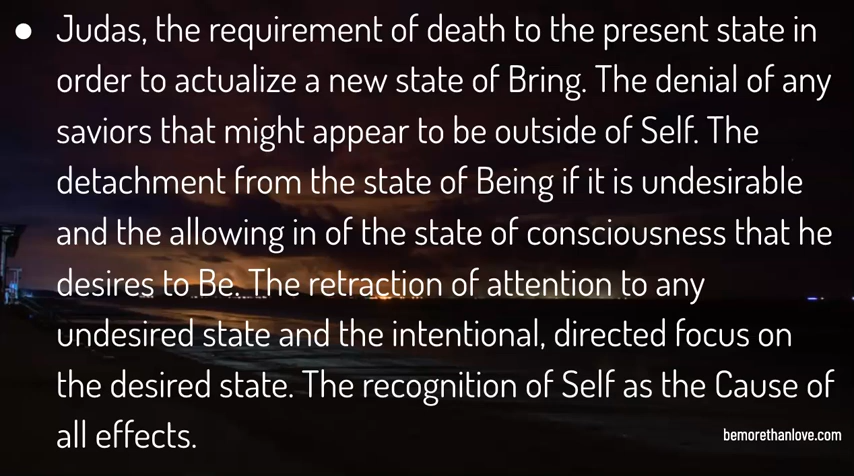 ● Judas, the requirement of death to the present state in
order to actualize a new state of Bring. The denial of any
saviors that might appear to be outside of Self. The
detachment from the state of Being if it is undesirable
and the allowing in of the state of consciousness that he
desires to Be. The retraction of attention to any
undesired state and the intentional, directed focus on
the desired state. The recognition of Self as the Cause of
all effects.
bemorethanlove.com